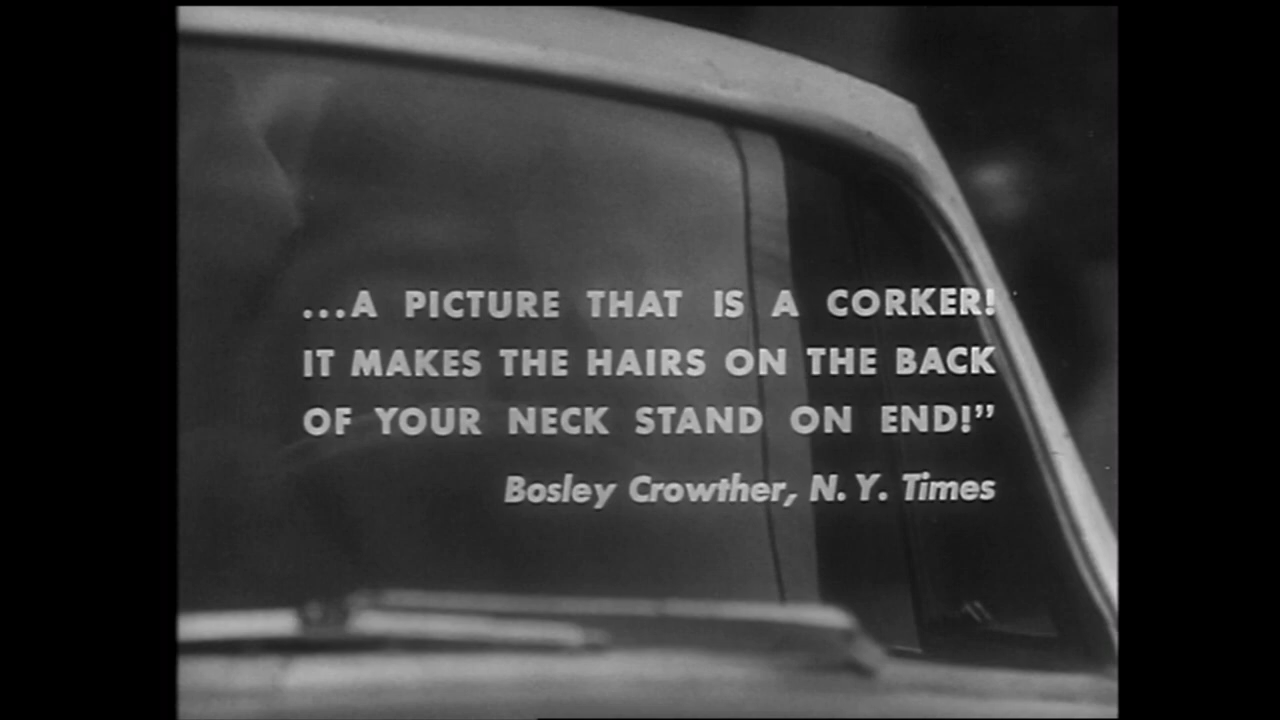 ...A PICTURE THAT IS A CORKER!
IT MAKES THE HAIRS ON THE BACK
OF YOUR NECK STAND ON END!”
Bosley Crowther, N.Y. Times